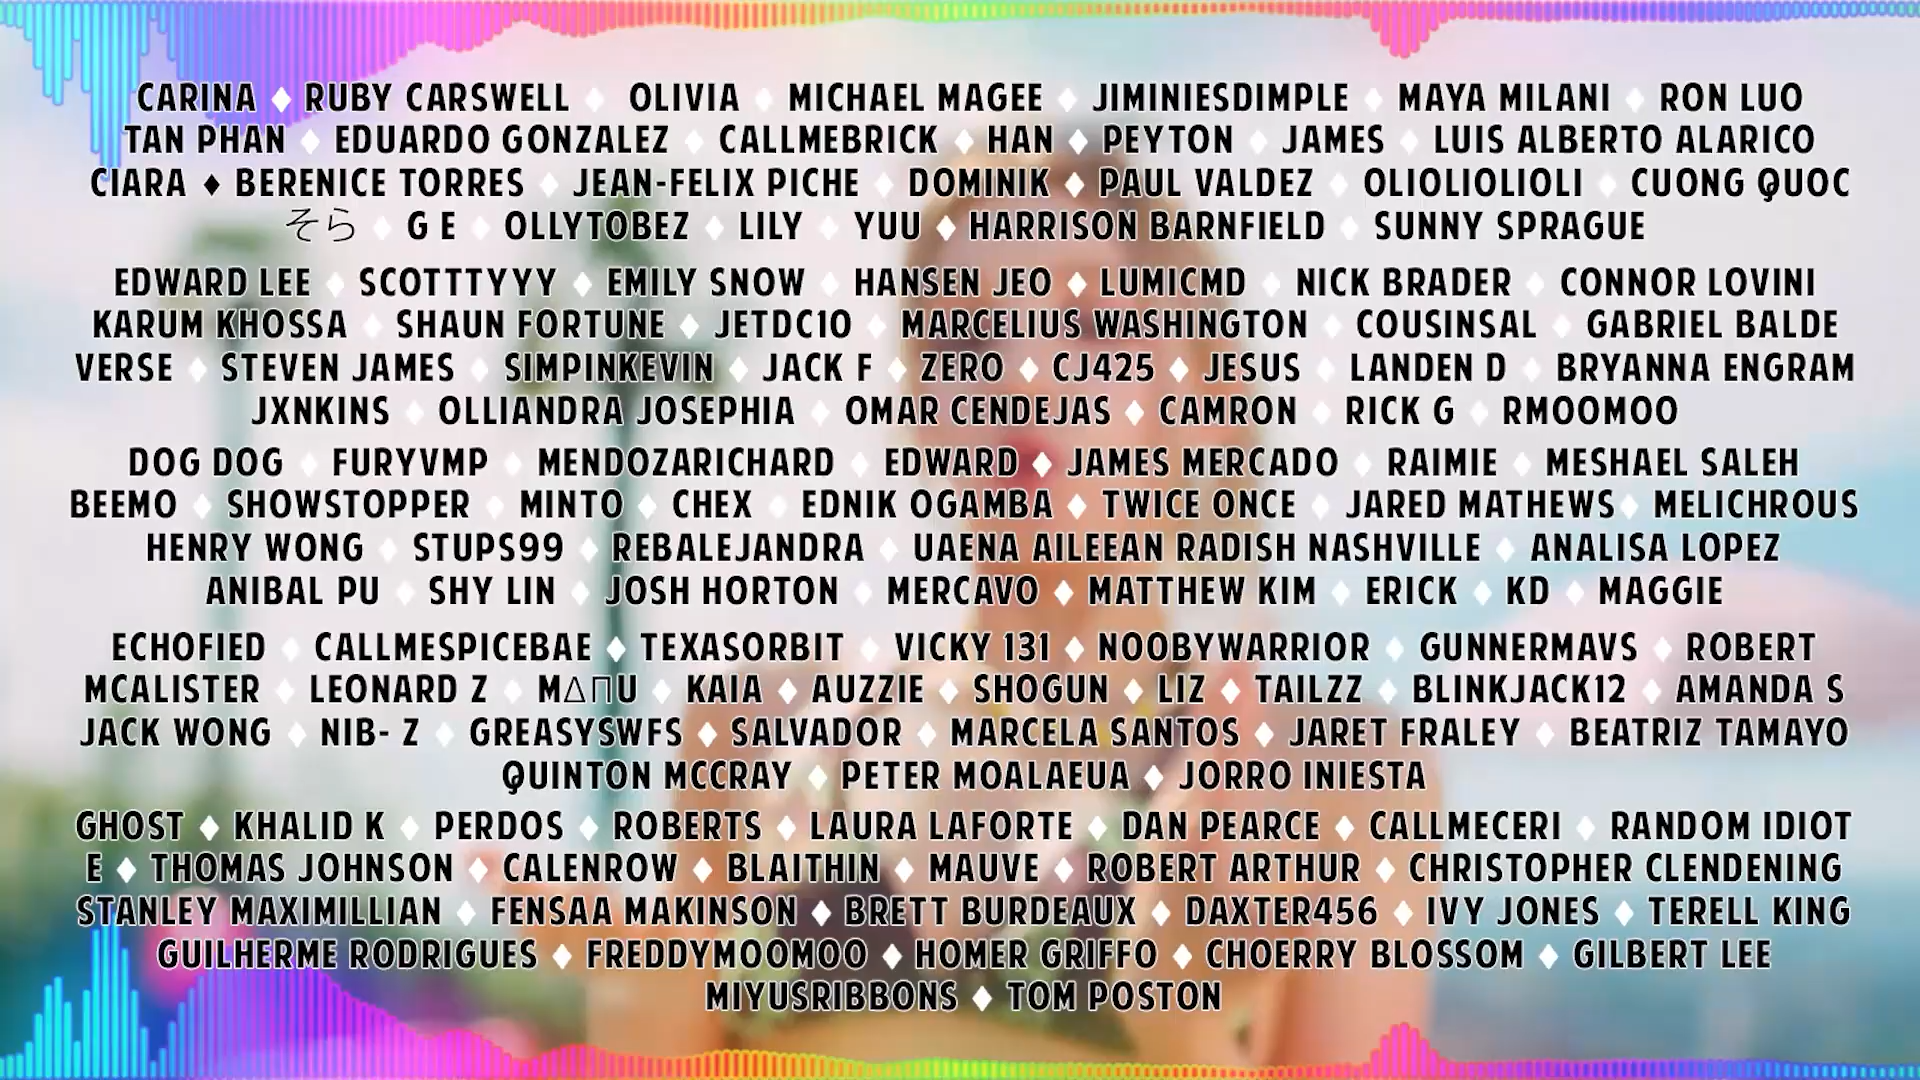 CARINA ♦ RUBY CARSWELL ♦ OLIVIA ♦ MICHAEL MAGEE ♦ JIMINIESDIMPLE ♦ MAYA MILANI ♦ RON LUO
TAN PHAN ♦ EDUARDO GONZALEZ ♦ CALLMEBRICK ♦ HAN ♦ PEYTON ♦ JAMES ♦ LUIS ALBERTO ALARICO
CIARA ♦ BERENICE TORRES ♦ JEAN-FELIX PICHE ♦ DOMINIK ♦ PAUL VALDEZ ♦ OLIOLIOLIOLI ♦ CUONG QUOC
そら ♦ G E ♦ OLLYTOBEZ ♦ LILY ♦ YUU ♦ HARRISON BARNFIELD ♦ SUNNY SPRAGUE
EDWARD LEE ♦ SCOTTTYYY ♦ EMILY SNOW ♦ HANSEN JEO ♦ LUMICMD ♦ NICK BRADER ♦ CONNOR LOVINI
KARUM KHOSSA ♦ SHAUN FORTUNE ♦ JETDC10 ♦ MARCELIUS WASHINGTON ♦ COUSINSAL ♦ GABRIEL BALDE
VERSE ♦ STEVEN JAMES ♦ SIMPINKEVIN ♦ JACK F ♦ ZERO ♦ CJ425 ♦ JESUS ♦ LANDEN D ♦ BRYANNA ENGRAM
JXNKINS ♦ OLLIANDRA JOSEPHIA ♦ OMAR CENDEJAS ♦ CAMRON ♦ RICK G ♦ RMOOMOO
DOG DOG ♦ FURYVMP ♦ MENDOZARICHARD ♦ EDWARD ♦ JAMES MERCADO ♦ RAIMIE ♦ MESHAEL SALEH
BEEMO ♦ SHOWSTOPPER ♦ MINTO ♦ CHEX ♦ EDNIK OGAMBA ♦ TWICE ONCE ♦ JARED MATHEWS ♦ MELICHROUS
HENRY WONG ♦ STUPS99 ♦ REBALEJANDRA ♦ UAENA AILEEAN RADISH NASHVILLE ♦ ANALISA LOPEZ
ANIBAL PU ♦ SHY LIN ♦ JOSH HORTON ♦ MERCAVO ♦ MATTHEW KIM ♦ ERICK ♦ KD ♦ MAGGIE
ECHOFIED ♦ CALLMESPICEBAE ♦ TEXASORBIT ♦ VICKY 131 ♦ NOOBYWARRIOR ♦ GUNNERMAVS ♦ ROBERT
MCALISTER ♦ LEONARD Z ♦ MΔΠU ♦ KAIA ♦ AUZZIE ♦ SHOGUN ♦ LIZ ♦ TAILZZ ♦ BLINKJACK12 ♦ AMANDA S
JACK WONG ♦ NIB- Z ♦ GREASYSWFS ♦ SALVADOR ♦ MARCELA SANTOS ♦ JARET FRALEY ♦ BEATRIZ TAMAYO
QUINTON MCCRAY ♦ PETER MOALAEUA ♦ JORRO INIESTA
GHOST ♦ KHALID K ♦ PERDOS ♦ ROBERTS ♦ LAURA LAFORTE ♦ DAN PEARCE ♦ CALLMECERI ♦ RANDOM IDIOT
E ♦ THOMAS JOHNSON ♦ CALENROW ♦ BLAITHIN ♦ MAUVE ♦ ROBERT ARTHUR ♦ CHRISTOPHER CLENDENING
STANLEY MAXIMILLIAN ♦ FENSAA MAKINSON ♦ BRETT BURDEAUX ♦ DAXTER456 ♦ IVY JONES ♦ TERELL KING
GUILHERME RODRIGUES ♦ FREDDYMOOMOO ♦ HOMER GRIFFO ♦ CHOERRY BLOSSOM ♦ GILBERT LEE
MIYUSRIBBONS ♦ TOM POSTON